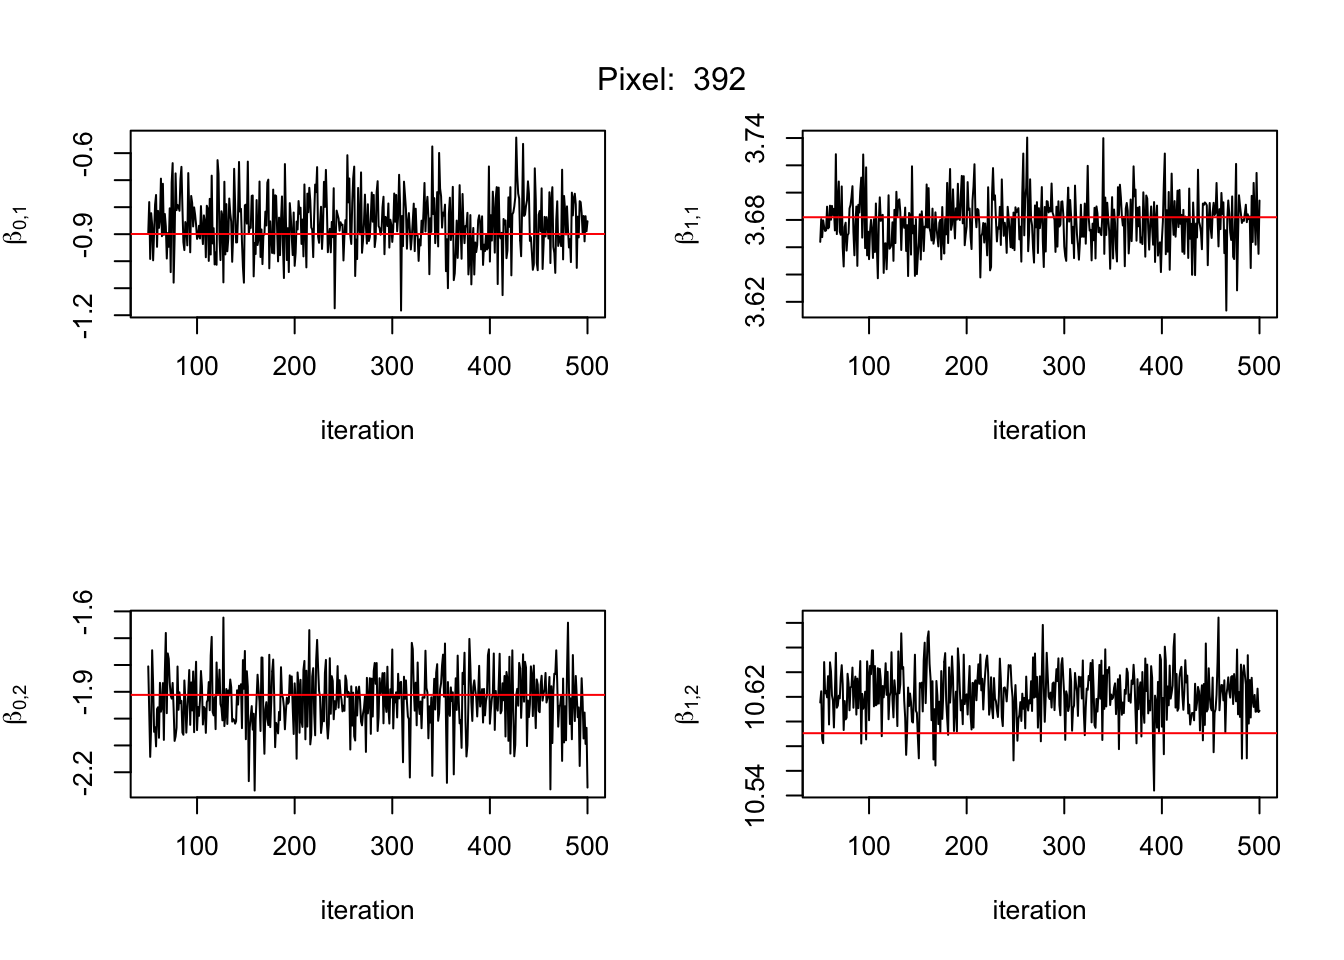 Pixel: 392
β0,1
-0.6
-0.9
-1.2
100 200 300 400 500
iteration
β1,1
3.74
3.68
3.62
100 200 300 400 500
iteration
β0,2
-1.6
-1.9
-2.2
100 200 300 400 500
iteration
β1,2
10.62
10.54
100 200 300 400 500
iteration